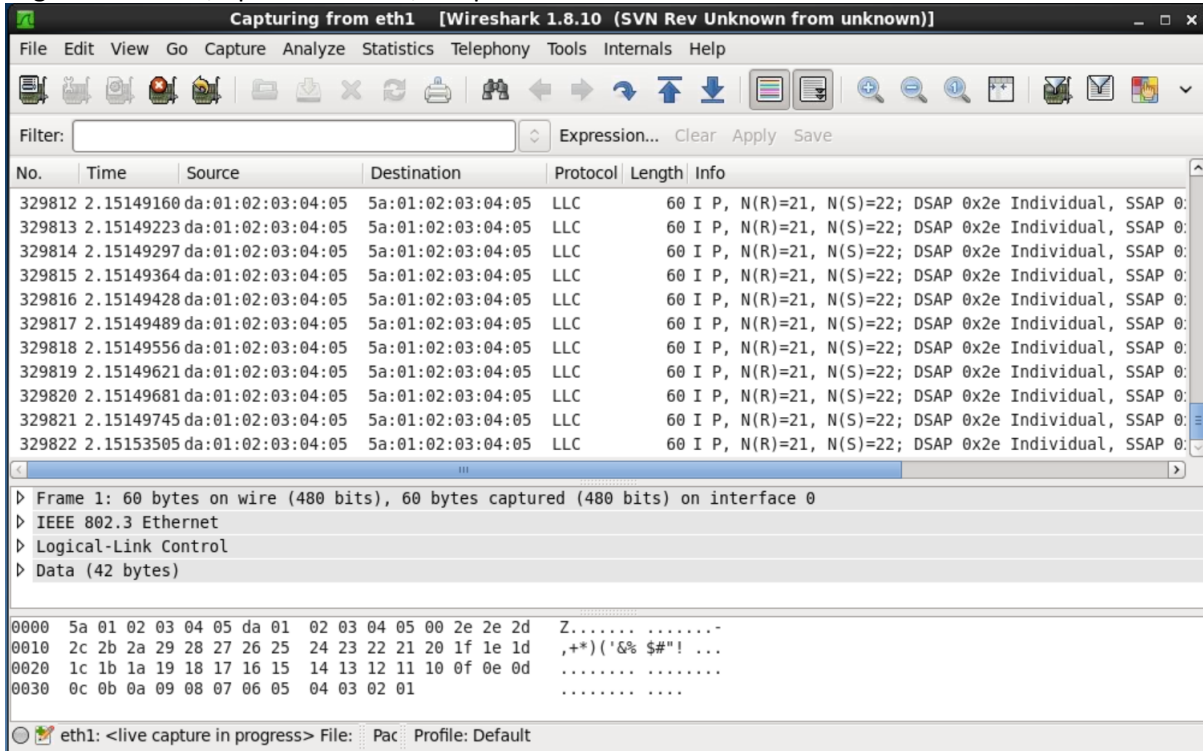 Capturing from eth1 [Wireshark 1.8.10 (SVN Rev Unknown from unknown)]
File Edit View Go Capture Analyze Statistics Telephony Tools Internals Help
Filter: Expression... Clear Apply Save
No. Time Source Destination Protocol Length Info
329812 2.15149160 da:01:02:03:04:05 5a:01:02:03:04:05 LLC 60 I P, N(R)=21, N(S)=22; DSAP 0x2e Individual, SSAP
329813 2.15149223 da:01:02:03:04:05 5a:01:02:03:04:05 LLC 60 I P, N(R)=21, N(S)=22; DSAP 0x2e Individual, SSAP
329814 2.15149297 da:01:02:03:04:05 5a:01:02:03:04:05 LLC 60 I P, N(R)=21, N(S)=22; DSAP 0x2e Individual, SSAP
329815 2.15149364 da:01:02:03:04:05 5a:01:02:03:04:05 LLC 60 I P, N(R)=21, N(S)=22; DSAP 0x2e Individual, SSAP
329816 2.15149428 da:01:02:03:04:05 5a:01:02:03:04:05 LLC 60 I P, N(R)=21, N(S)=22; DSAP 0x2e Individual, SSAP
329817 2.15149489 da:01:02:03:04:05 5a:01:02:03:04:05 LLC 60 I P, N(R)=21, N(S)=22; DSAP 0x2e Individual, SSAP
329818 2.15149556 da:01:02:03:04:05 5a:01:02:03:04:05 LLC 60 I P, N(R)=21, N(S)=22; DSAP 0x2e Individual, SSAP
329819 2.15149621 da:01:02:03:04:05 5a:01:02:03:04:05 LLC 60 I P, N(R)=21, N(S)=22; DSAP 0x2e Individual, SSAP
329820 2.15149681 da:01:02:03:04:05 5a:01:02:03:04:05 LLC 60 I P, N(R)=21, N(S)=22; DSAP 0x2e Individual, SSAP
329821 2.15149745 da:01:02:03:04:05 5a:01:02:03:04:05 LLC 60 I P, N(R)=21, N(S)=22; DSAP 0x2e Individual, SSAP
329822 2.15153505 da:01:02:03:04:05 5a:01:02:03:04:05 LLC 60 I P, N(R)=21, N(S)=22; DSAP 0x2e Individual, SSAP
Frame 1: 60 bytes on wire (480 bits), 60 bytes captured (480 bits) on interface 0
IEEE 802.3 Ethernet
Logical-Link Control
Data (42 bytes)
0000 5a 01 02 03 04 05 da 01 02 03 04 05 00 2e 2e 2d Z....... .......-
0010 2c 2b 2a 29 28 27 26 25 24 23 22 21 20 1f 1e 1d ,+*)('&% $#"! ...
0020 1c 1b 1a 19 18 17 16 15 14 13 12 11 10 0f 0e 0d ........ ........
0030 0c 0b 0a 09 08 07 06 05 04 03 02 01 ........ ....
eth1: <live capture in progress> File: Pac Profile: Default